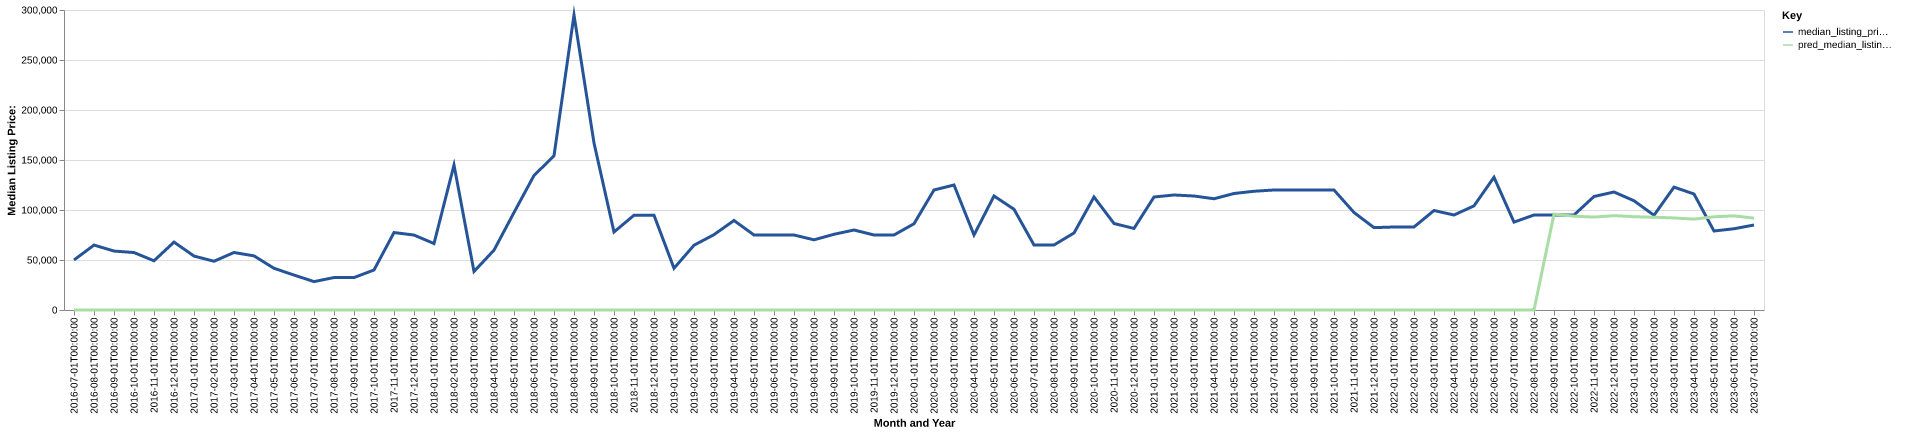 300,000
250,000
200,000
150,000
100,000
50,000
0
Median Listing Price:
2016-07-01T00:00:00
2016-08-01T00:00:00
2016-09-01T00:00:00
2016-10-01T00:00:00
2016-11-01T00:00:00
2016-12-01T00:00:00
2017-01-01T00:00:00
2017-02-01T00:00:00
2017-03-01T00:00:00
2017-04-01T00:00:00
2017-05-01T00:00:00
2017-06-01T00:00:00
2017-07-01T00:00:00
2017-08-01T00:00:00
2017-09-01T00:00:00
2017-10-01T00:00:00
2017-11-01T00:00:00
2017-12-01T00:00:00
2018-01-01T00:00:00
2018-02-01T00:00:00
2018-03-01T00:00:00
2018-04-01T00:00:00
2018-05-01T00:00:00
2018-06-01T00:00:00
2018-07-01T00:00:00
2018-08-01T00:00:00
2018-09-01T00:00:00
2018-10-01T00:00:00
2018-11-01T00:00:00
2018-12-01T00:00:00
2019-01-01T00:00:00
2019-02-01T00:00:00
2019-03-01T00:00:00
2019-04-01T00:00:00
2019-05-01T00:00:00
2019-06-01T00:00:00
2019-07-01T00:00:00
2019-08-01T00:00:00
2019-09-01T00:00:00
2019-10-01T00:00:00
2019-11-01T00:00:00
2019-12-01T00:00:00
2020-01-01T00:00:00
2020-02-01T00:00:00
2020-03-01T00:00:00
2020-04-01T00:00:00
2020-05-01T00:00:00
2020-06-01T00:00:00
2020-07-01T00:00:00
2020-08-01T00:00:00
2020-09-01T00:00:00
2020-10-01T00:00:00
2020-11-01T00:00:00
2020-12-01T00:00:00
2021-01-01T00:00:00
2021-02-01T00:00:00
2021-03-01T00:00:00
2021-04-01T00:00:00
2021-05-01T00:00:00
2021-06-01T00:00:00
2021-07-01T00:00:00
2021-08-01T00:00:00
2021-09-01T00:00:00
2021-10-01T00:00:00
2021-11-01T00:00:00
2021-12-01T00:00:00
2022-01-01T00:00:00
2022-02-01T00:00:00
2022-03-01T00:00:00
2022-04-01T00:00:00
2022-05-01T00:00:00
2022-06-01T00:00:00
2022-07-01T00:00:00
2022-08-01T00:00:00
2022-09-01T00:00:00
2022-10-01T00:00:00
2022-11-01T00:00:00
2022-12-01T00:00:00
2023-01-01T00:00:00
2023-02-01T00:00:00
2023-03-01T00:00:00
2023-04-01T00:00:00
2023-05-01T00:00:00
2023-06-01T00:00:00
2023-07-01T00:00:00
Month and Year
Key
median_listing_pri…
pred_median_listin…